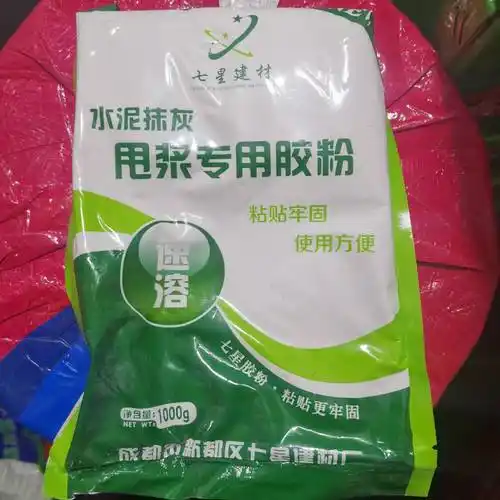 七星建材
水泥抹灰
甩浆专用胶粉
粘贴牢固
使用方便
速溶
七星胶粉·粘贴更牢固
净含量:1000g
NET WT
成都市新都区七星建材厂